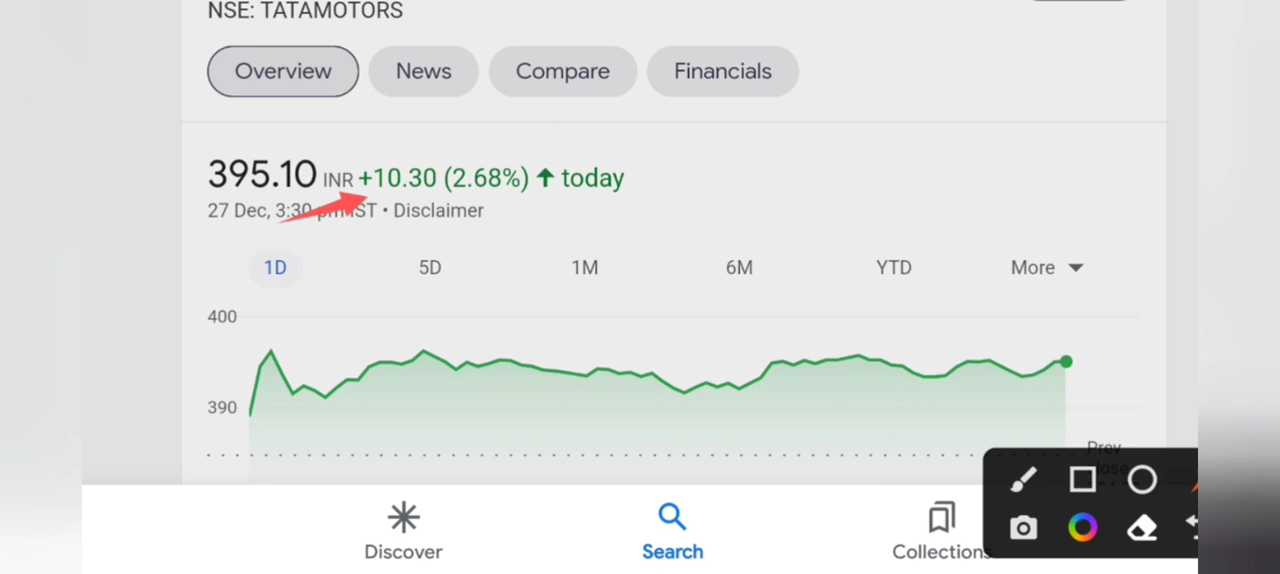 NSE: TATAMOTORS
Overview News Compare Financials
395.10 INR +10.30 (2.68%) ↑ today
27 Dec, 3:30 pm IST • Disclaimer
1D 5D 1M 6M YTD More
400
390
Prev
close
Discover Search Collections